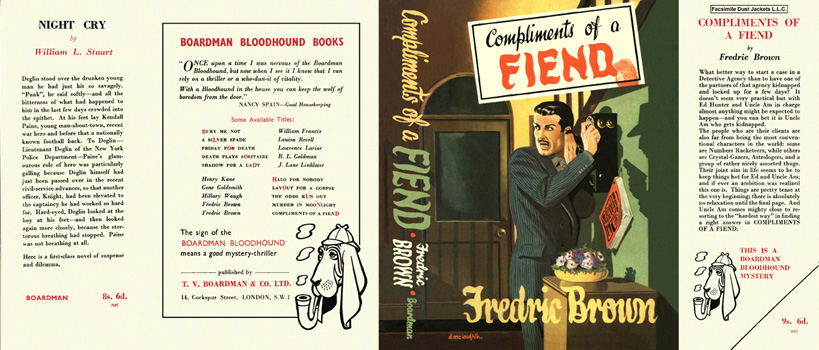 NIGHT CRY
by
William L. Stuart
Deglin stood over the drunken young
man he had just hit so savagely.
"Punk", he said softly—and all the
bitterness of what had happened to
him in the last few days crowded into
the epithet. At his feet lay Kendall
Paine, young man-about-town, recent
war hero and before that a nationally
known football back. To Deglin—
Lieutenant Deglin of the New York
Police Department—Paine's glam-
ourous role of hero was particularly
galling because Deglin himself had
just been passed over in the recent
civil-service advances, so that another
officer, Knight, had been elevated to
the captaincy he had worked so hard
for. Hard-eyed, Deglin looked at the
boy at his feet—and then looked
again more closely, because the ster-
torous breathing had stopped. Paine
was not breathing at all.
Here is a first-class novel of suspense
and dilemma.
BOARDMAN 8s. 6d.
net
BOARDMAN BLOODHOUND BOOKS
"ONCE upon a time I was nervous of the Boardman
Bloodhound, but now when I see it I know that I can
rely on a thriller or a who-dun-it of vitality.
With a Bloodhound in the house you can keep the wolf of
boredom from the door."
NANCY SPAIN—Good Housekeeping
Some Available Titles:
BURY ME NOT William Francis
A SILVER SPADE Louisa Revell
FRIDAY FOR DEATH Lawrence Lariar
DEATH PLAYS SOLITAIRE R. L. Goldman
SHADOW FOR A LADY J. Lane Linklater
Henry Kane HALO FOR NOBODY
Gene Goldsmith LAYOUT FOR A CORPSE
Hillary Waugh THE ODDS RUN OUT
Fredric Brown MURDER IN MOONLIGHT
Fredric Brown COMPLIMENTS OF A FIEND
The sign of the
BOARDMAN BLOODHOUND
means a good mystery-thriller
published by
T. V. BOARDMAN & CO. LTD.
14, Cockspur Street, LONDON, S.W.1
Compliments of a FIEND • Fredric BROWN • Boardman
Compliments of a
FIEND
Fredric Brown
Facsimile Dust Jackets L.L.C.
COMPLIMENTS OF
A FIEND
by
Fredric Brown
What better way to start a case in a
Detective Agency than to have one of
the partners of that agency kidnapped
and locked up for a few days? It
doesn't seem very practical but with
Ed Hunter and Uncle Am in charge
almost anything might be expected to
happen—and you can bet it is Uncle
Am who gets kidnapped.
The people who are their clients are
also far from being the most conven-
tional characters in the world: some
are Numbers Racketeers, while others
are Crystal-Gazers, Astrologers, and a
group of rather nicely assorted thugs.
Their joint aim in life seems to be to
keep things hot for Ed and Uncle Am;
and if ever an ambition was realized
this one is. Things are pretty tense at
the very beginning; there is absolutely
no relaxation until the final page. And
Uncle Am comes mighty close to re-
sorting to the "hardest way" in finding
a right answer in COMPLIMENTS
OF A FIEND.
THIS IS A
BOARDMAN
BLOODHOUND
MYSTERY
9s. 6d.
net